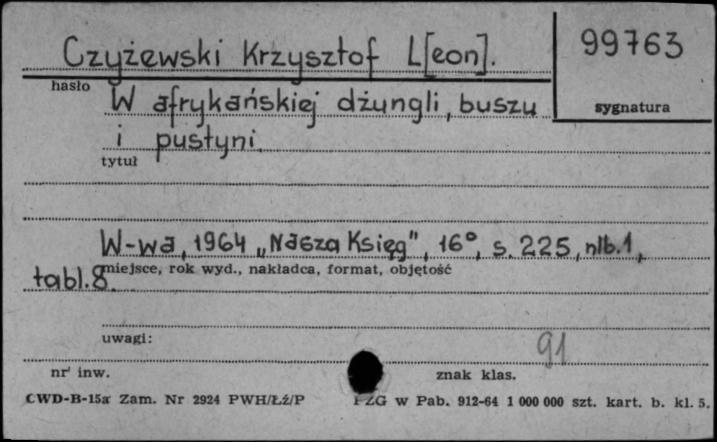 Czyżewski Krzysztof L[eon].
99763
hasło
sygnatura
W afrykańskiej dżungli, buszu
i pustyni.
tytuł
W-wa, 1964 „Nasza Księg", 16°, s. 225, nlb. 1,
miejsce, rok wyd., nakładca, format, objętość
tabl. 8.
uwagi:
91
nr inw.
znak klas.
CWD-B-15a Zam. Nr 2924 PWH/Łź/P
PZG w Pab. 912-64 1 000 000 szt. kart. b. kl. 5.